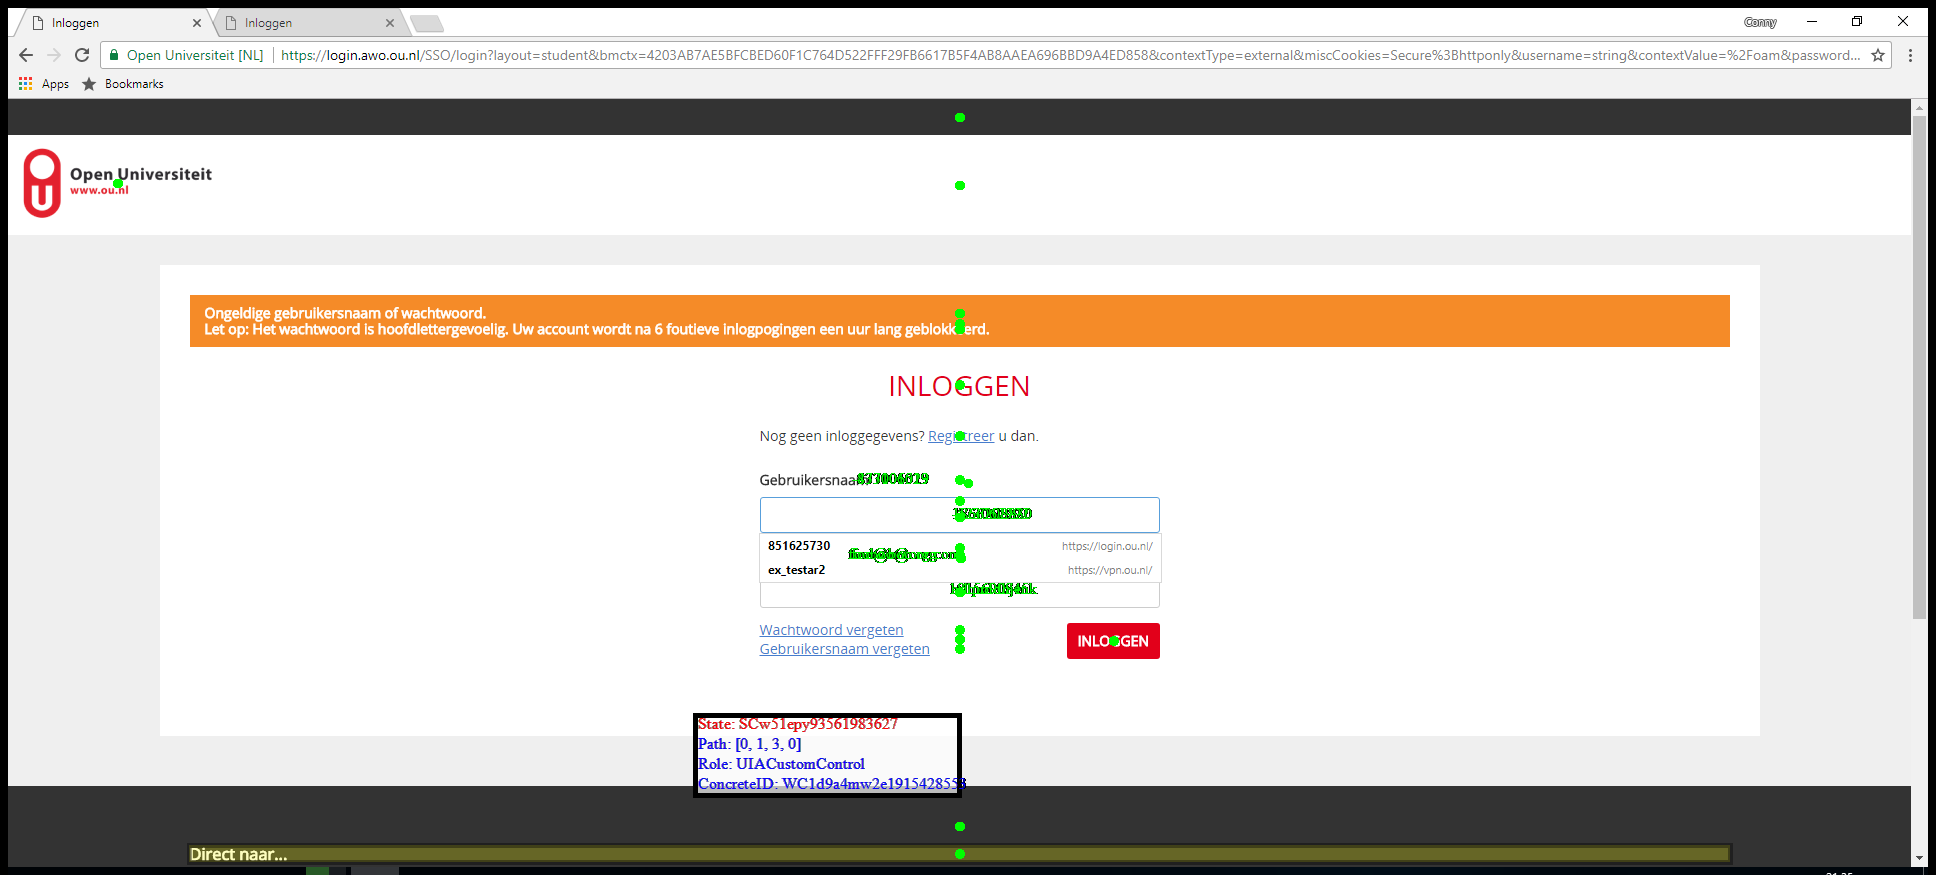 Inloggen
Inloggen
Conny
Open Universiteit [NL]
https://login.awo.ou.nl/SSO/login?layout=student&bmctx=4203AB7AE5BFCBED60F1C764D522FFF29FB6617B5F4AB8AAEA696BBD9A4ED858&contextType=external&miscCookies=Secure%3Bhttponly&username=string&contextValue=%2Foam&password...
Apps
Bookmarks
Open Universiteit
www.ou.nl
Ongeldige gebruikersnaam of wachtwoord.
Let op: Het wachtwoord is hoofdlettergevoelig. Uw account wordt na 6 foutieve inlogpogingen een uur lang geblokkeerd.
INLOGGEN
Nog geen inloggegevens? Registreer u dan.
Gebruikersnaam
851625730 https://login.ou.nl/
ex_testar2 https://vpn.ou.nl/
Wachtwoord vergeten
Gebruikersnaam vergeten
INLOGGEN
State: SCw51epy93561983627
Path: [0, 1, 3, 0]
Role: UIACustomControl
ConcreteID: WC1d9a4mw2e1915428553
Direct naar...